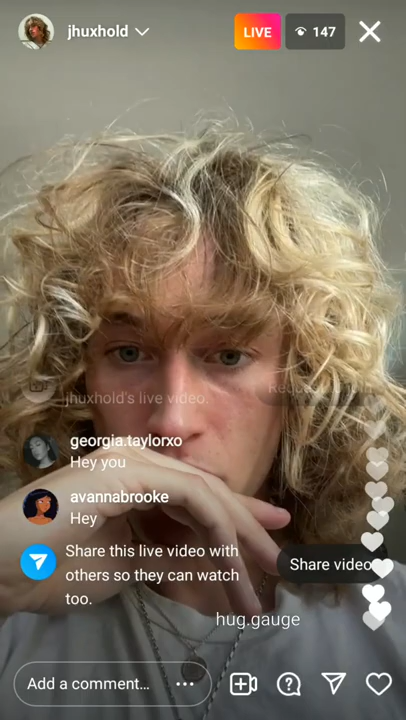 jhuxhold
LIVE
147
jhuxhold's live video.
georgia.taylorxo
Hey you
avannabrooke
Hey
Share this live video with
others so they can watch
too.
Share video
hug.gauge
Add a comment...